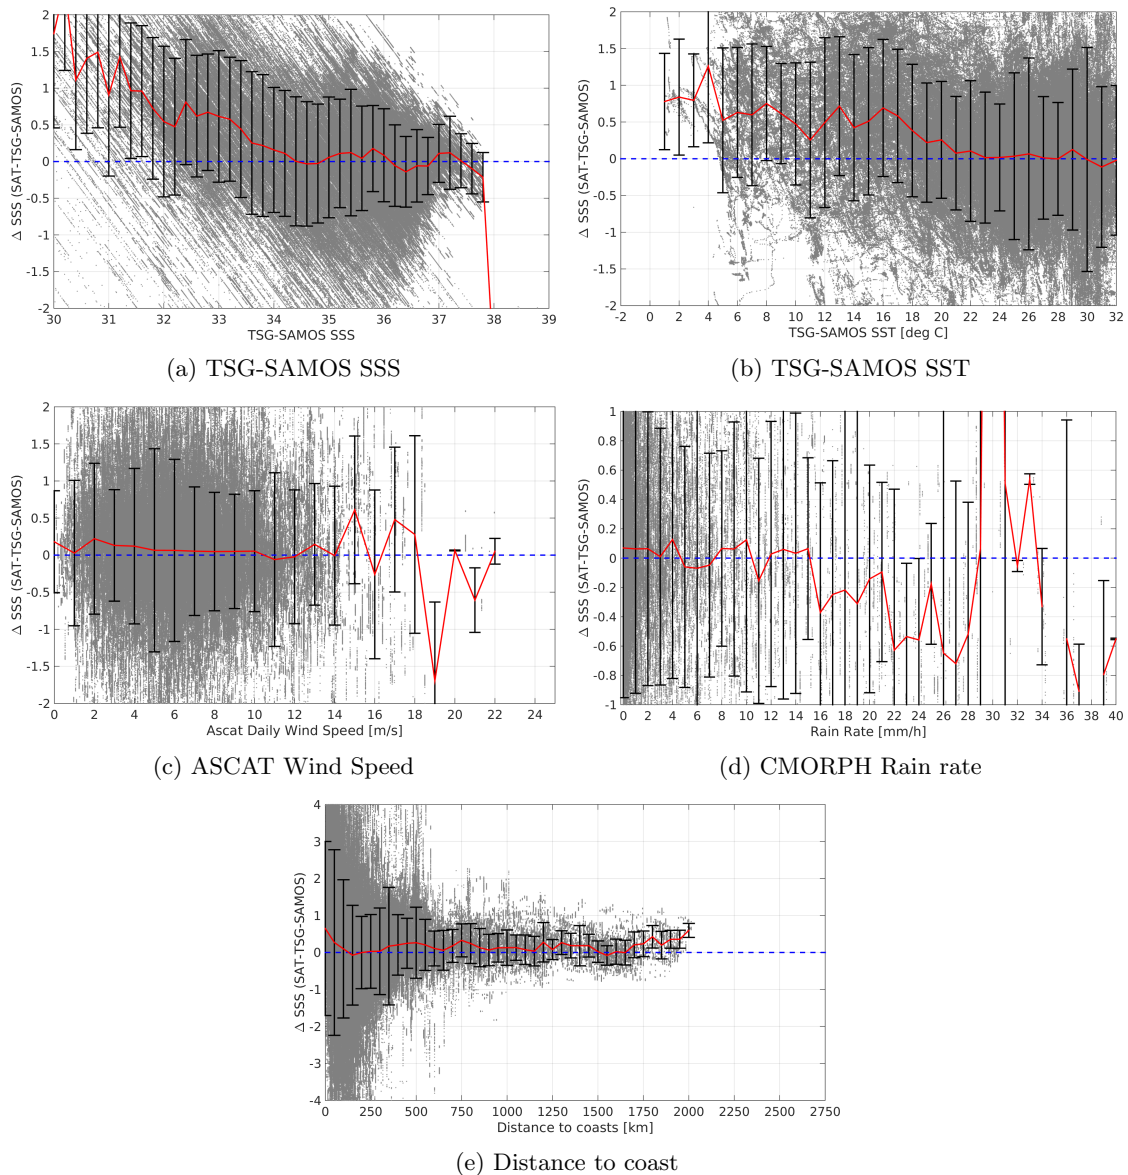 2
1.5
1
0.5
0
-0.5
-1
-1.5
-2
Δ SSS (SAT-TSG-SAMOS)
30 31 32 33 34 35 36 37 38 39
TSG-SAMOS SSS
(a) TSG-SAMOS SSS
2
1.5
1
0.5
0
-0.5
-1
-1.5
-2
Δ SSS (SAT-TSG-SAMOS)
-2 0 2 4 6 8 10 12 14 16 18 20 22 24 26 28 30 32
TSG-SAMOS SST [deg C]
(b) TSG-SAMOS SST
2
1.5
1
0.5
0
-0.5
-1
-1.5
-2
Δ SSS (SAT-TSG-SAMOS)
0 2 4 6 8 10 12 14 16 18 20 22 24
Ascat Daily Wind Speed [m/s]
(c) ASCAT Wind Speed
1
0.8
0.6
0.4
0.2
0
-0.2
-0.4
-0.6
-0.8
-1
Δ SSS (SAT-TSG-SAMOS)
0 2 4 6 8 10 12 14 16 18 20 22 24 26 28 30 32 34 36 38 40
Rain Rate [mm/h]
(d) CMORPH Rain rate
4
3
2
1
0
-1
-2
-3
-4
Δ SSS (SAT-TSG-SAMOS)
0 250 500 750 1000 1250 1500 1750 2000 2250 2500 2750
Distance to coasts [km]
(e) Distance to coast